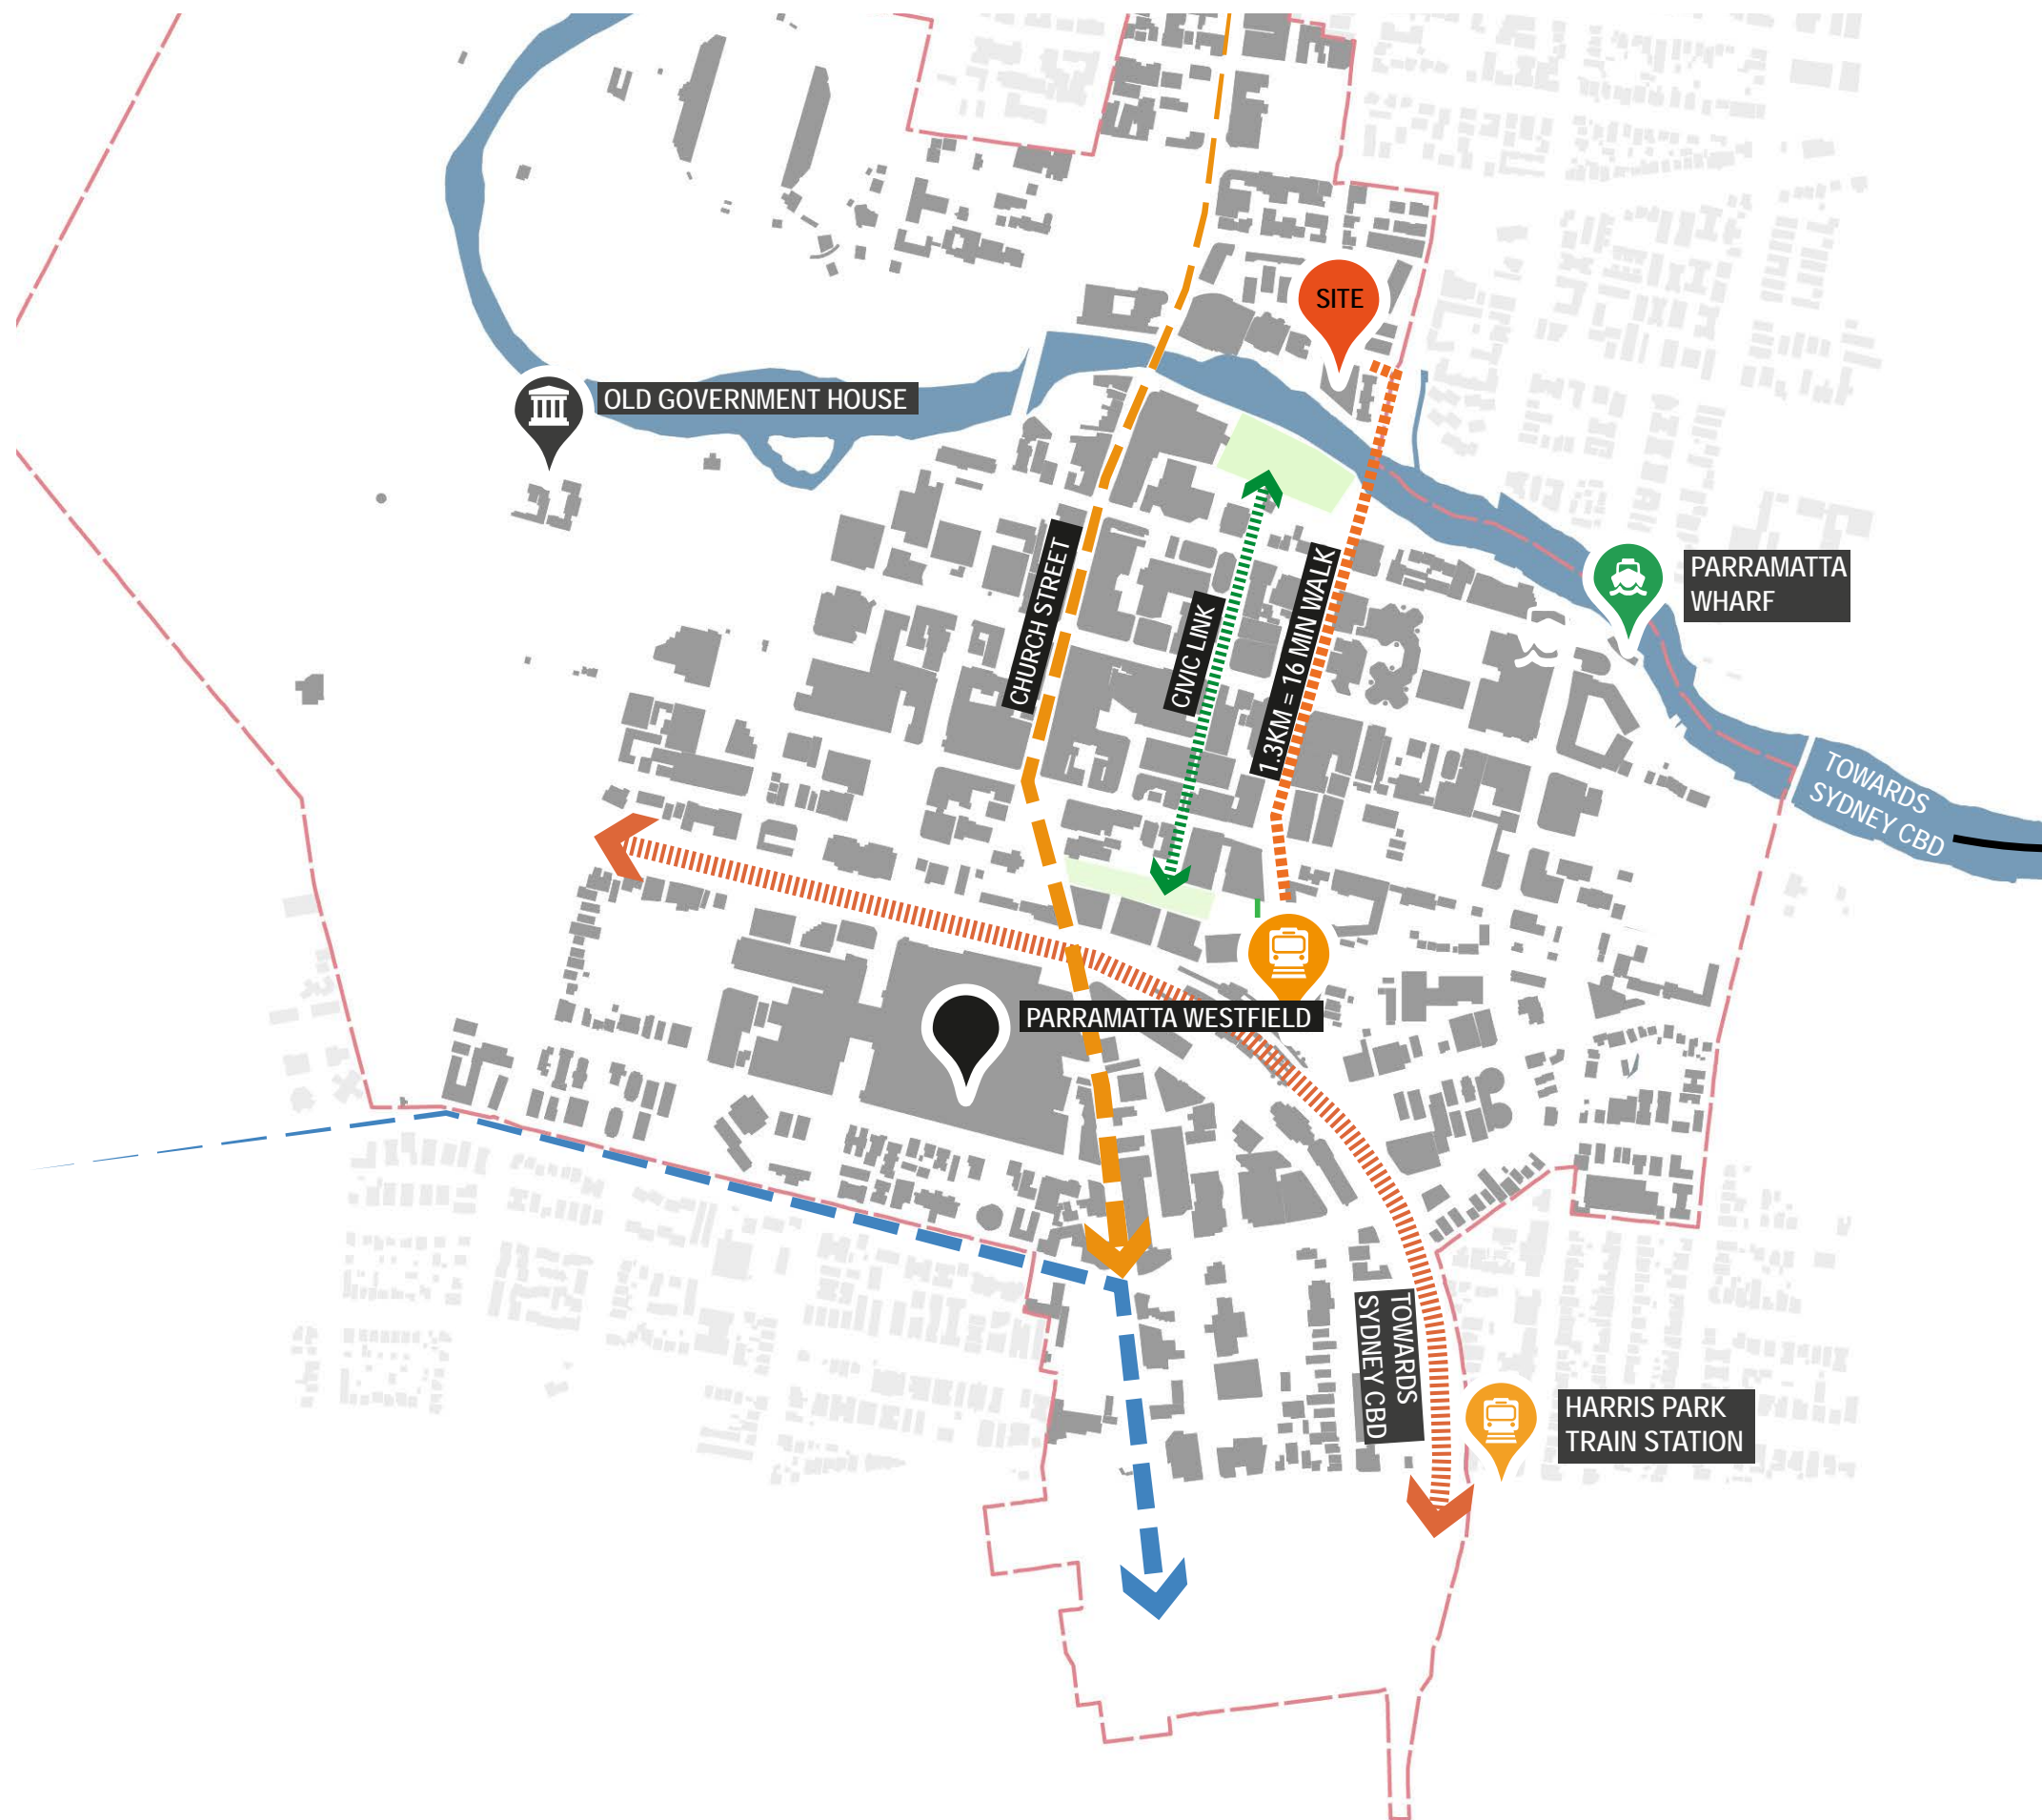 SITE
OLD GOVERNMENT HOUSE
CHURCH STREET
CIVIC LINK
1.3KM = 16 MIN WALK
PARRAMATTA
WHARF
TOWARDS
SYDNEY CBD
PARRAMATTA WESTFIELD
TOWARDS
SYDNEY CBD
HARRIS PARK
TRAIN STATION